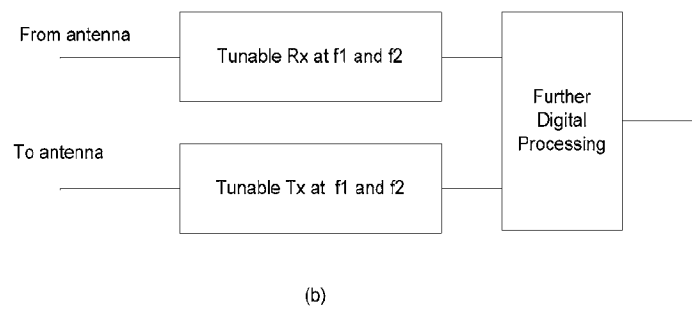 From antenna
Tunable Rx at f1 and f2
Further
Digital
Processing
To antenna
Tunable Tx at f1 and f2
(b)